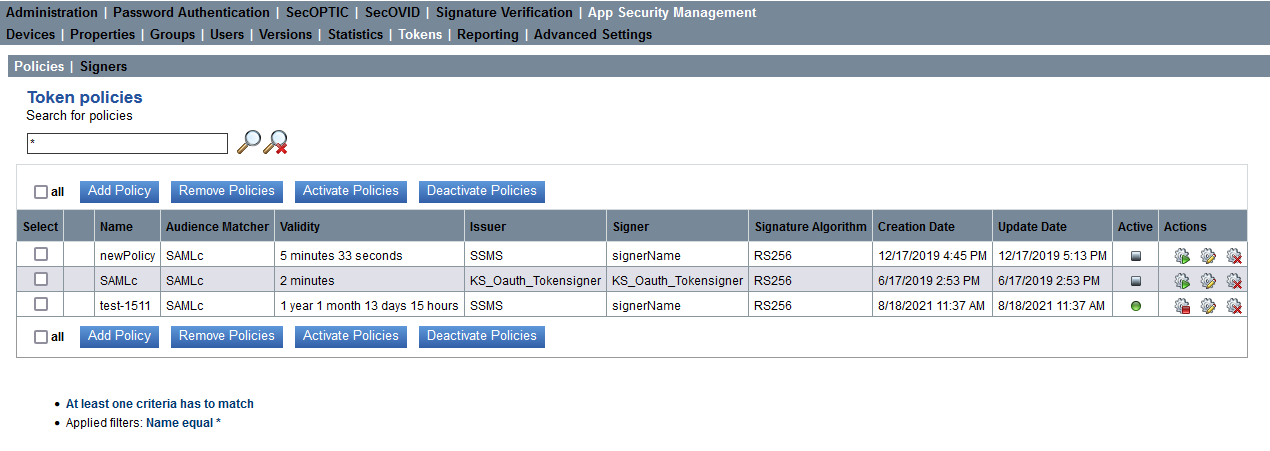 Administration | Password Authentication | SecOPTIC | SecOVID | Signature Verification | App Security Management
Devices | Properties | Groups | Users | Versions | Statistics | Tokens | Reporting | Advanced Settings
Policies | Signers
Token policies
Search for policies
*
all Add Policy Remove Policies Activate Policies Deactivate Policies
Select Name Audience Matcher Validity Issuer Signer Signature Algorithm Creation Date Update Date Active Actions
newPolicy SAMLc 5 minutes 33 seconds SSMS signerName RS256 12/17/2019 4:45 PM 12/17/2019 5:13 PM
SAMLc SAMLc 2 minutes KS_Oauth_Tokensigner KS_Oauth_Tokensigner RS256 6/17/2019 2:53 PM 6/17/2019 2:53 PM
test-1511 SAMLc 1 year 1 month 13 days 15 hours SSMS signerName RS256 8/18/2021 11:37 AM 8/18/2021 11:37 AM
all Add Policy Remove Policies Activate Policies Deactivate Policies
• At least one criteria has to match
• Applied filters: Name equal *